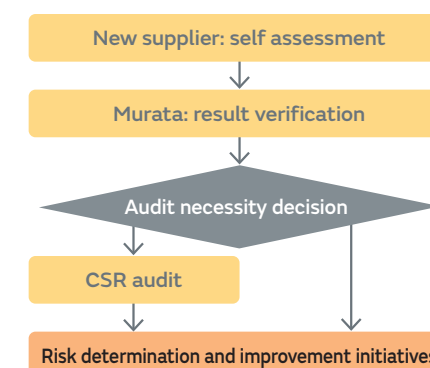 New supplier: self assessment
Murata: result verification
Audit necessity decision
CSR audit
Risk determination and improvement initiatives